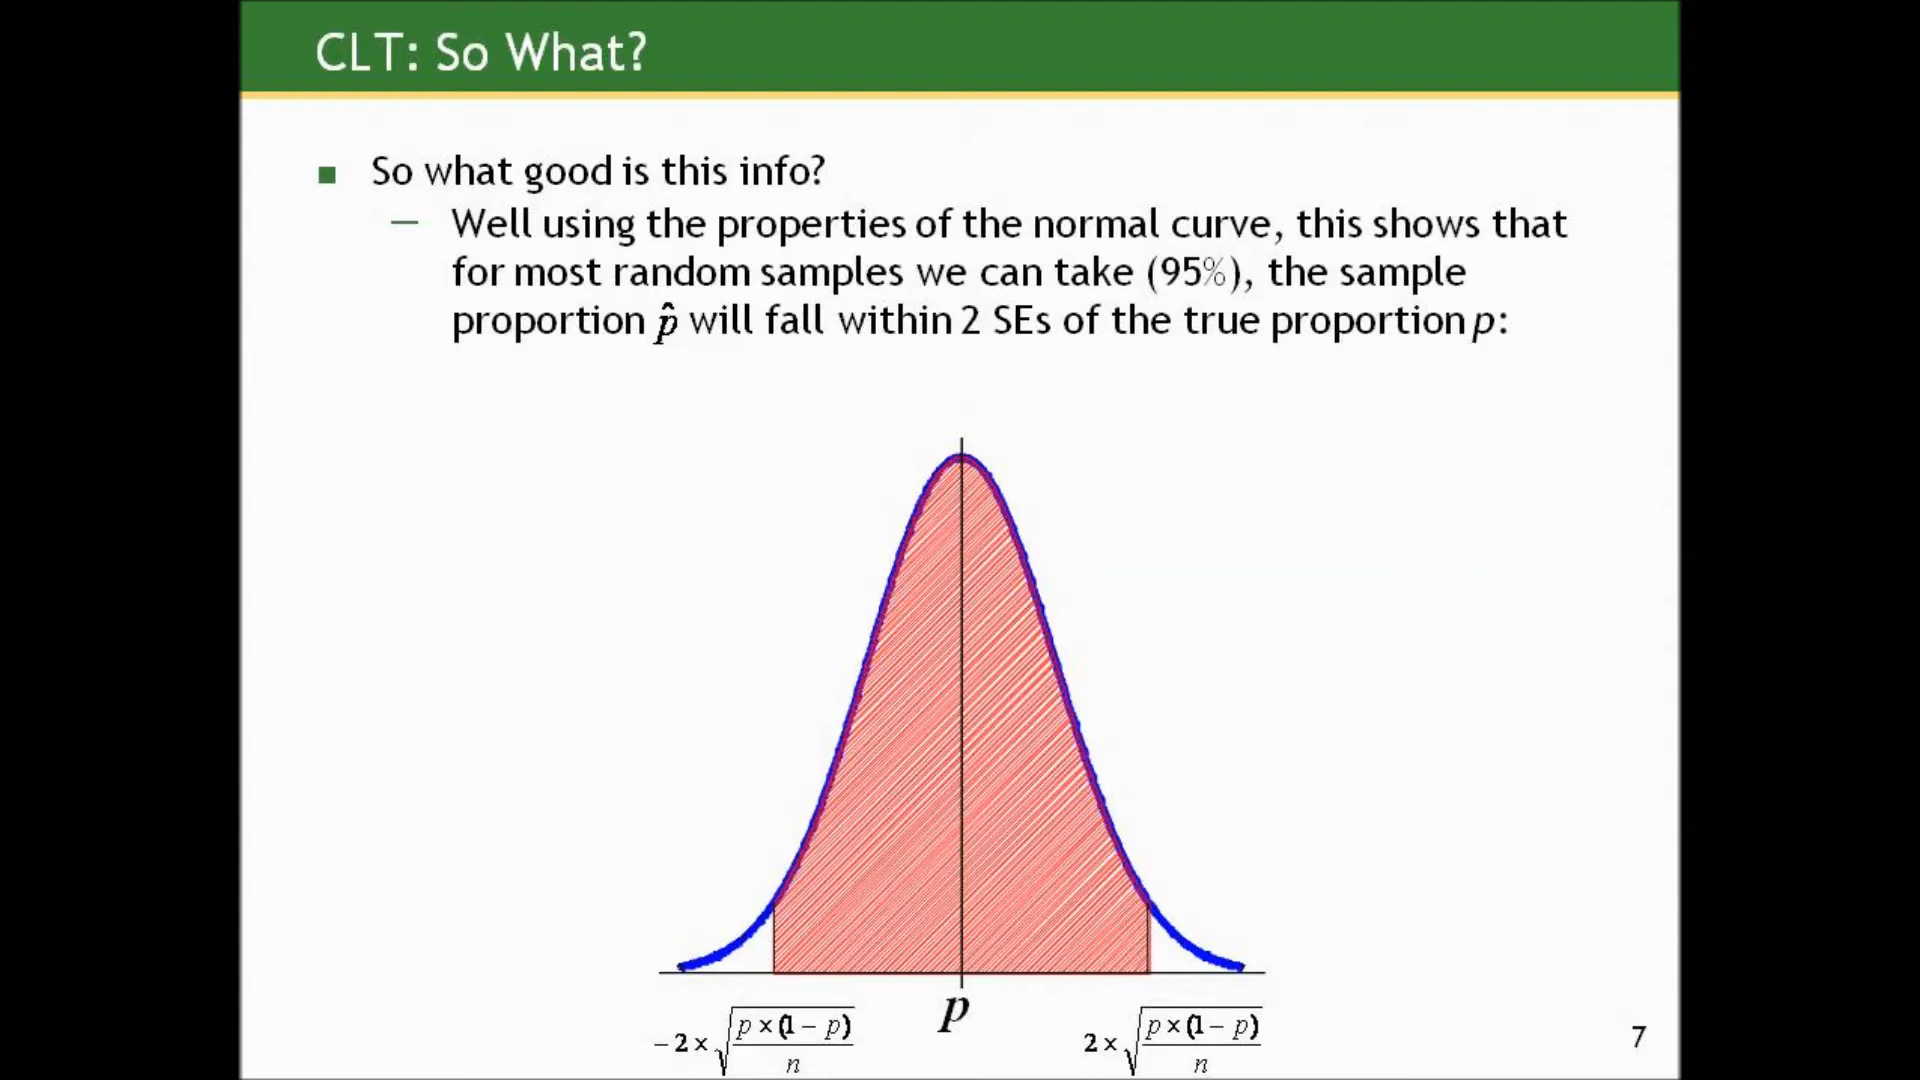 CLT: So What?
So what good is this info?
— Well using the properties of the normal curve, this shows that
for most random samples we can take (95%), the sample
proportion p̂ will fall within 2 SEs of the true proportion p:
p
−2×√(p×(1−p)/n)
2×√(p×(1−p)/n)
7